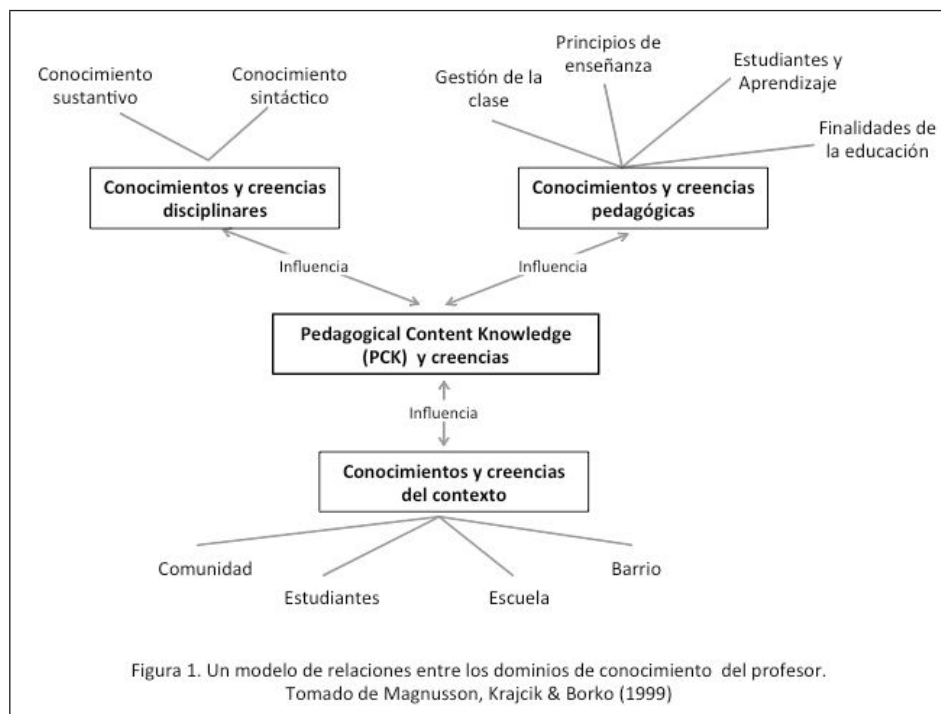 Conocimiento
sustantivo
Conocimiento
sintáctico
Gestión de la
clase
Principios de
enseñanza
Estudiantes y
Aprendizaje
Finalidades de
la educación
Conocimientos y creencias
disciplinares
Conocimientos y creencias
pedagógicas
Influencia
Influencia
Pedagogical Content Knowledge
(PCK) y creencias
Influencia
Conocimientos y creencias
del contexto
Comunidad
Estudiantes
Escuela
Barrio
Figura 1. Un modelo de relaciones entre los dominios de conocimiento del profesor.
Tomado de Magnusson, Krajcik & Borko (1999)